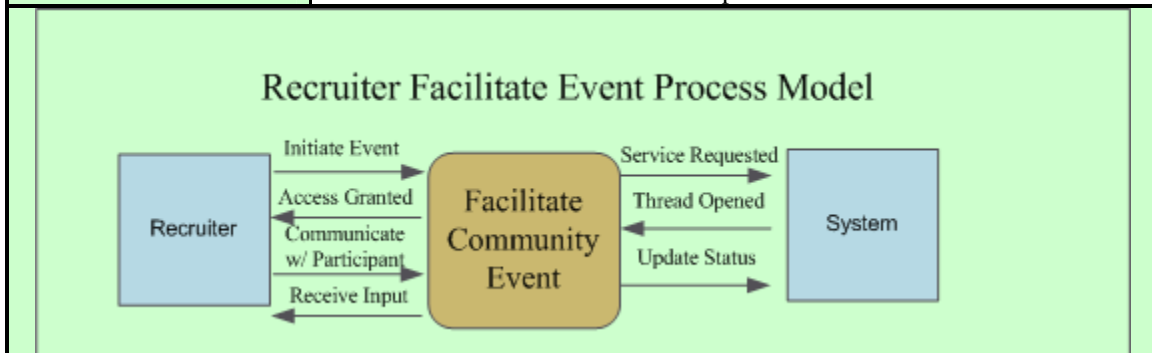 Recruiter Facilitate Event Process Model
Initiate Event
Access Granted
Communicate
w/ Participant
Receive Input
Recruiter
Facilitate
Community
Event
Service Requested
Thread Opened
Update Status
System